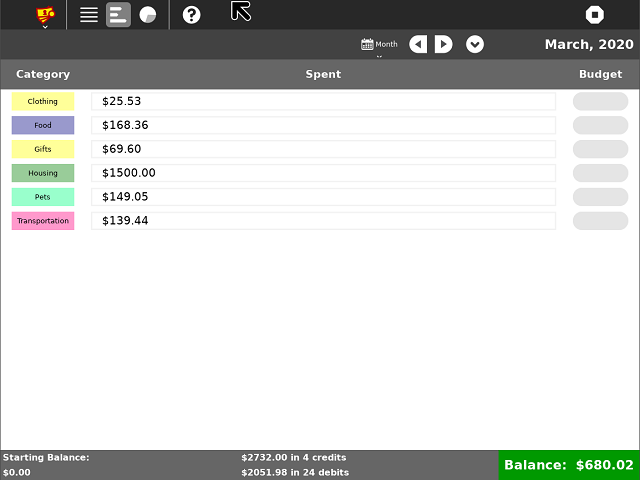 Month
March, 2020
Category Spent Budget
Clothing $25.53
Food $168.36
Gifts $69.60
Housing $1500.00
Pets $149.05
Transportation $139.44
Starting Balance: $2732.00 in 4 credits
$0.00 $2051.98 in 24 debits
Balance: $680.02